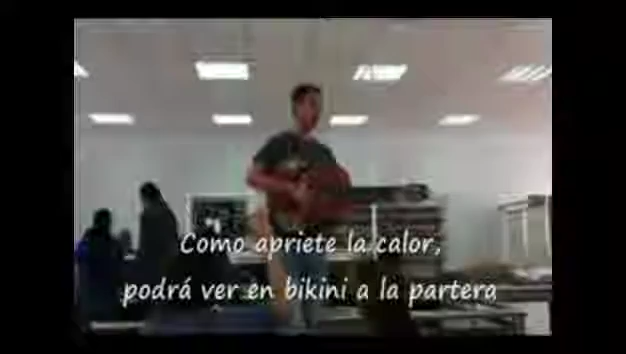 Como apriete la calor,
podrá ver en bikini a la partera